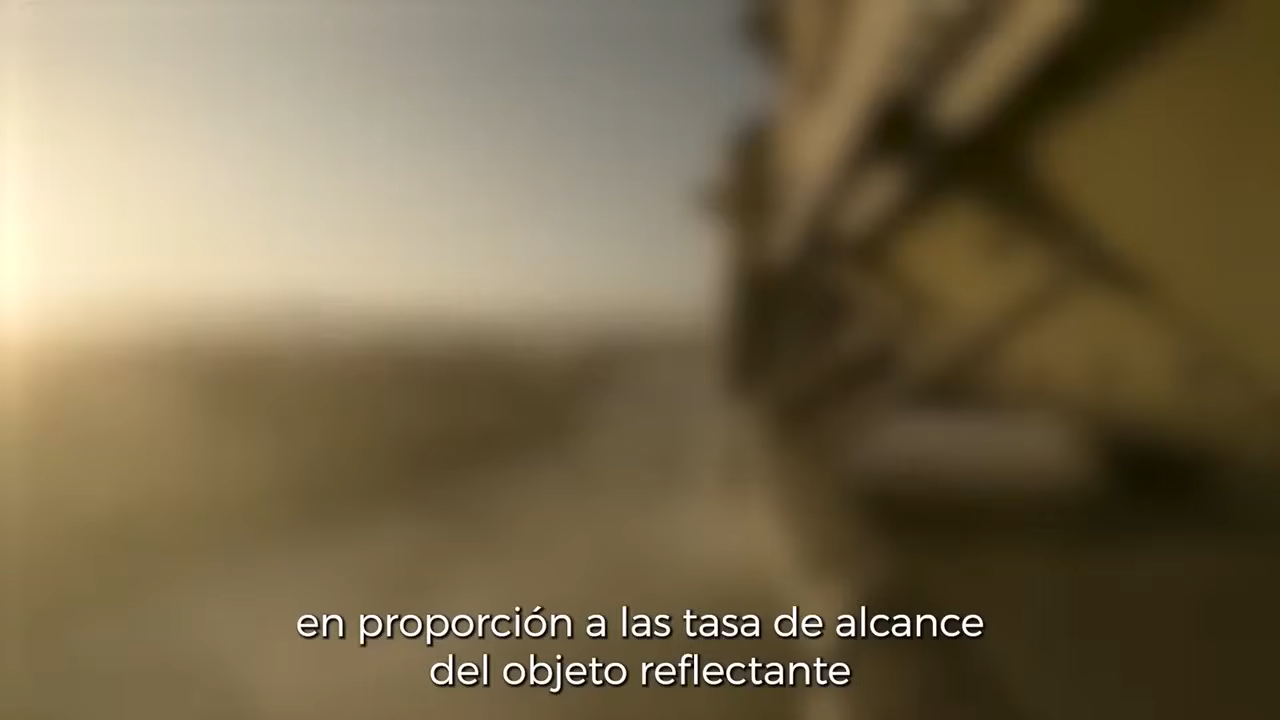 en proporción a las tasa de alcance
del objeto reflectante